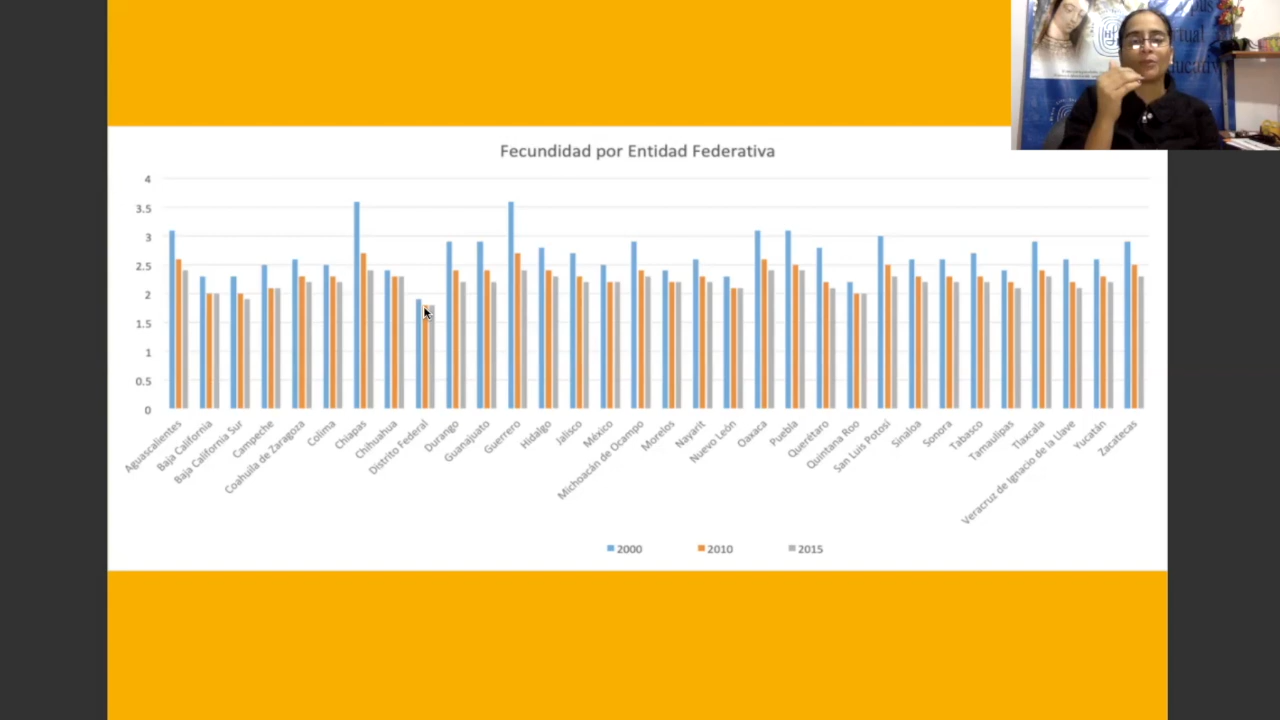 Fecundidad por Entidad Federativa
4
3.5
3
2.5
2
1.5
1
0.5
0
Aguascalientes
Baja California
Baja California Sur
Campeche
Coahuila de Zaragoza
Colima
Chiapas
Chihuahua
Distrito Federal
Durango
Guanajuato
Guerrero
Hidalgo
Jalisco
México
Michoacán de Ocampo
Morelos
Nayarit
Nuevo León
Oaxaca
Puebla
Querétaro
Quintana Roo
San Luis Potosí
Sinaloa
Sonora
Tabasco
Tamaulipas
Tlaxcala
Veracruz de Ignacio de la Llave
Yucatán
Zacatecas
2000
2010
2015